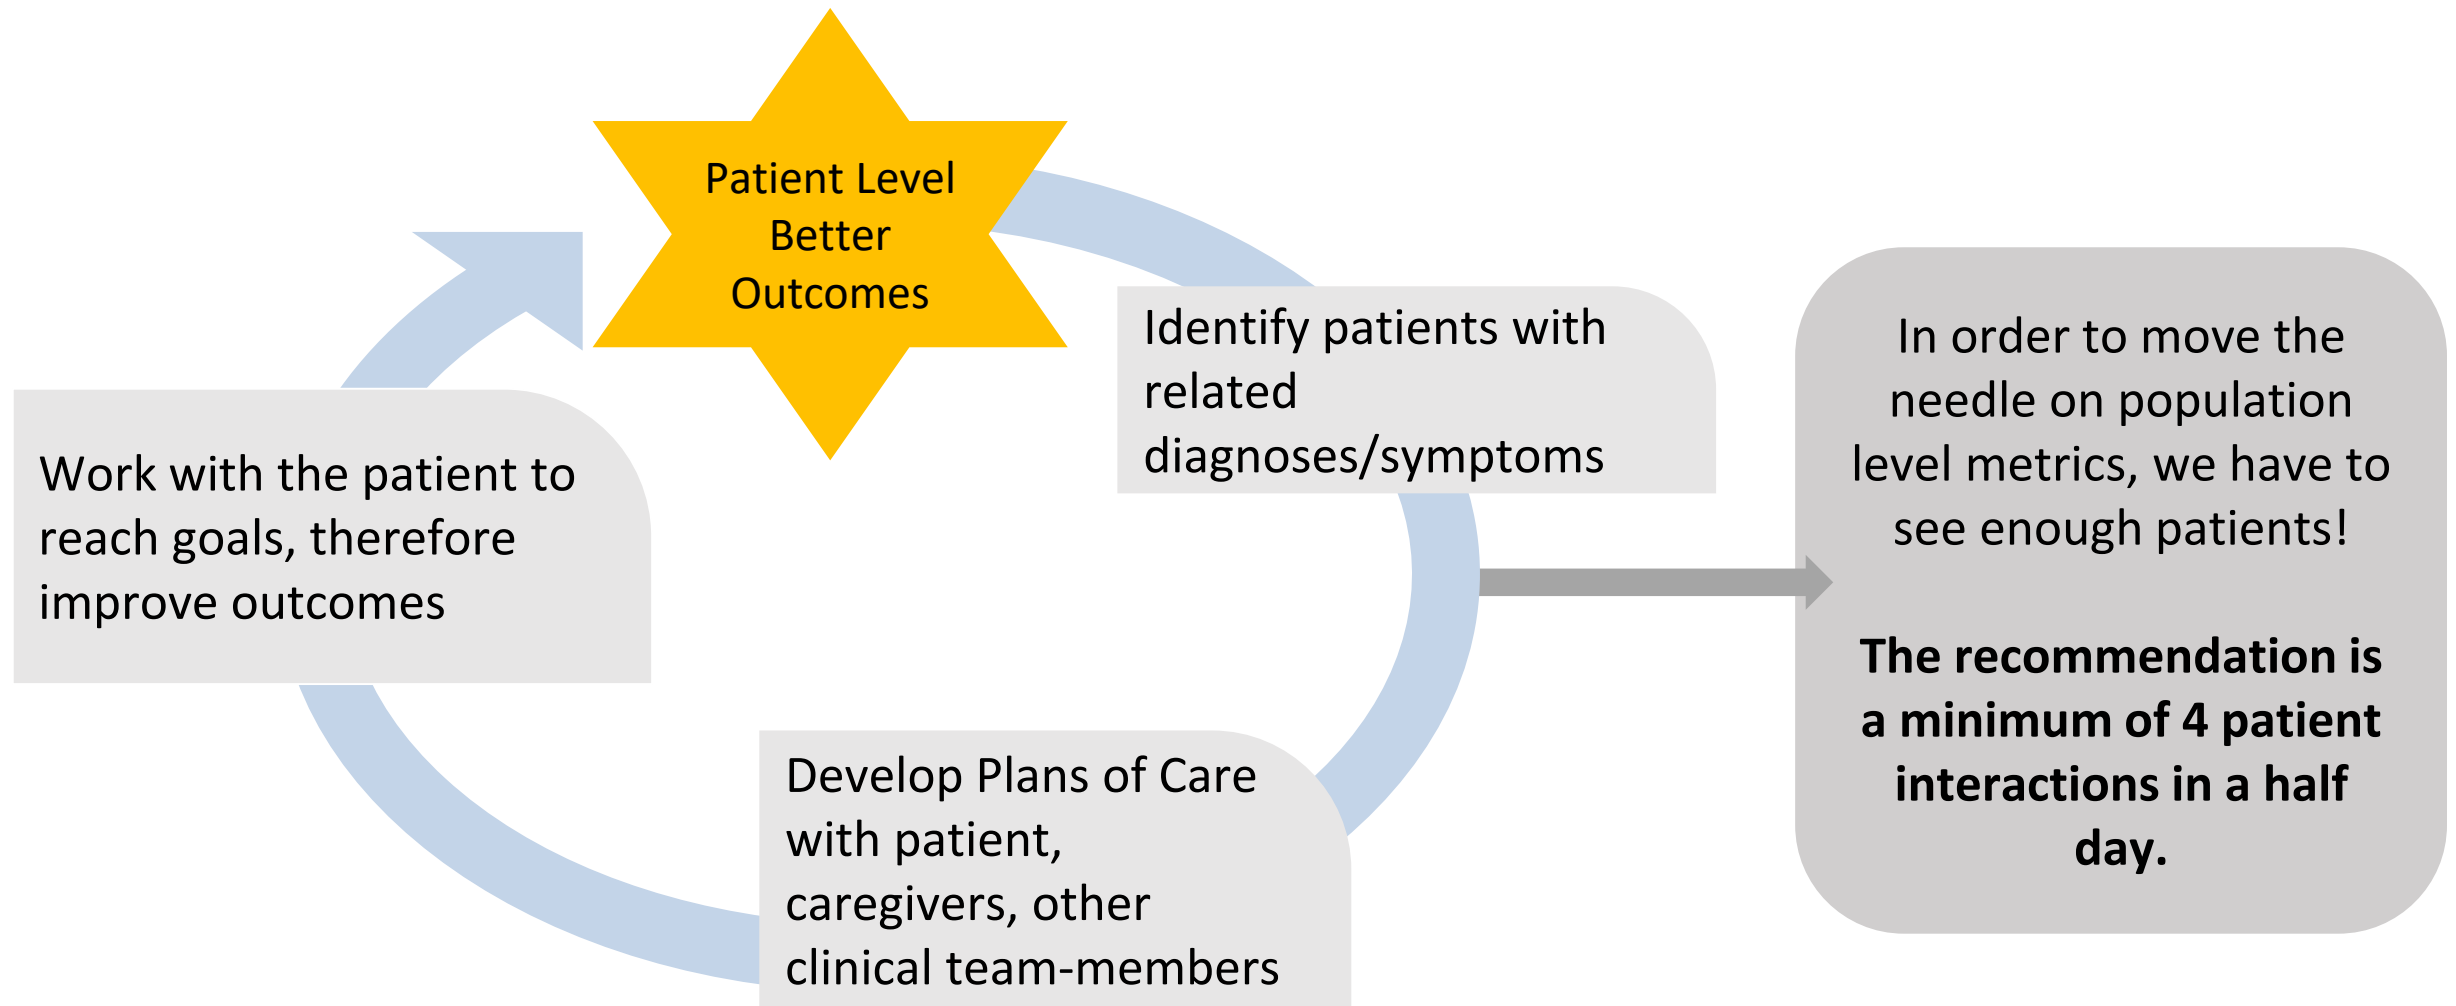 Patient Level
Better
Outcomes
Identify patients with
related
diagnoses/symptoms
Develop Plans of Care
with patient,
caregivers, other
clinical team-members
Work with the patient to
reach goals, therefore
improve outcomes
In order to move the
needle on population
level metrics, we have to
see enough patients!
The recommendation is
a minimum of 4 patient
interactions in a half
day.